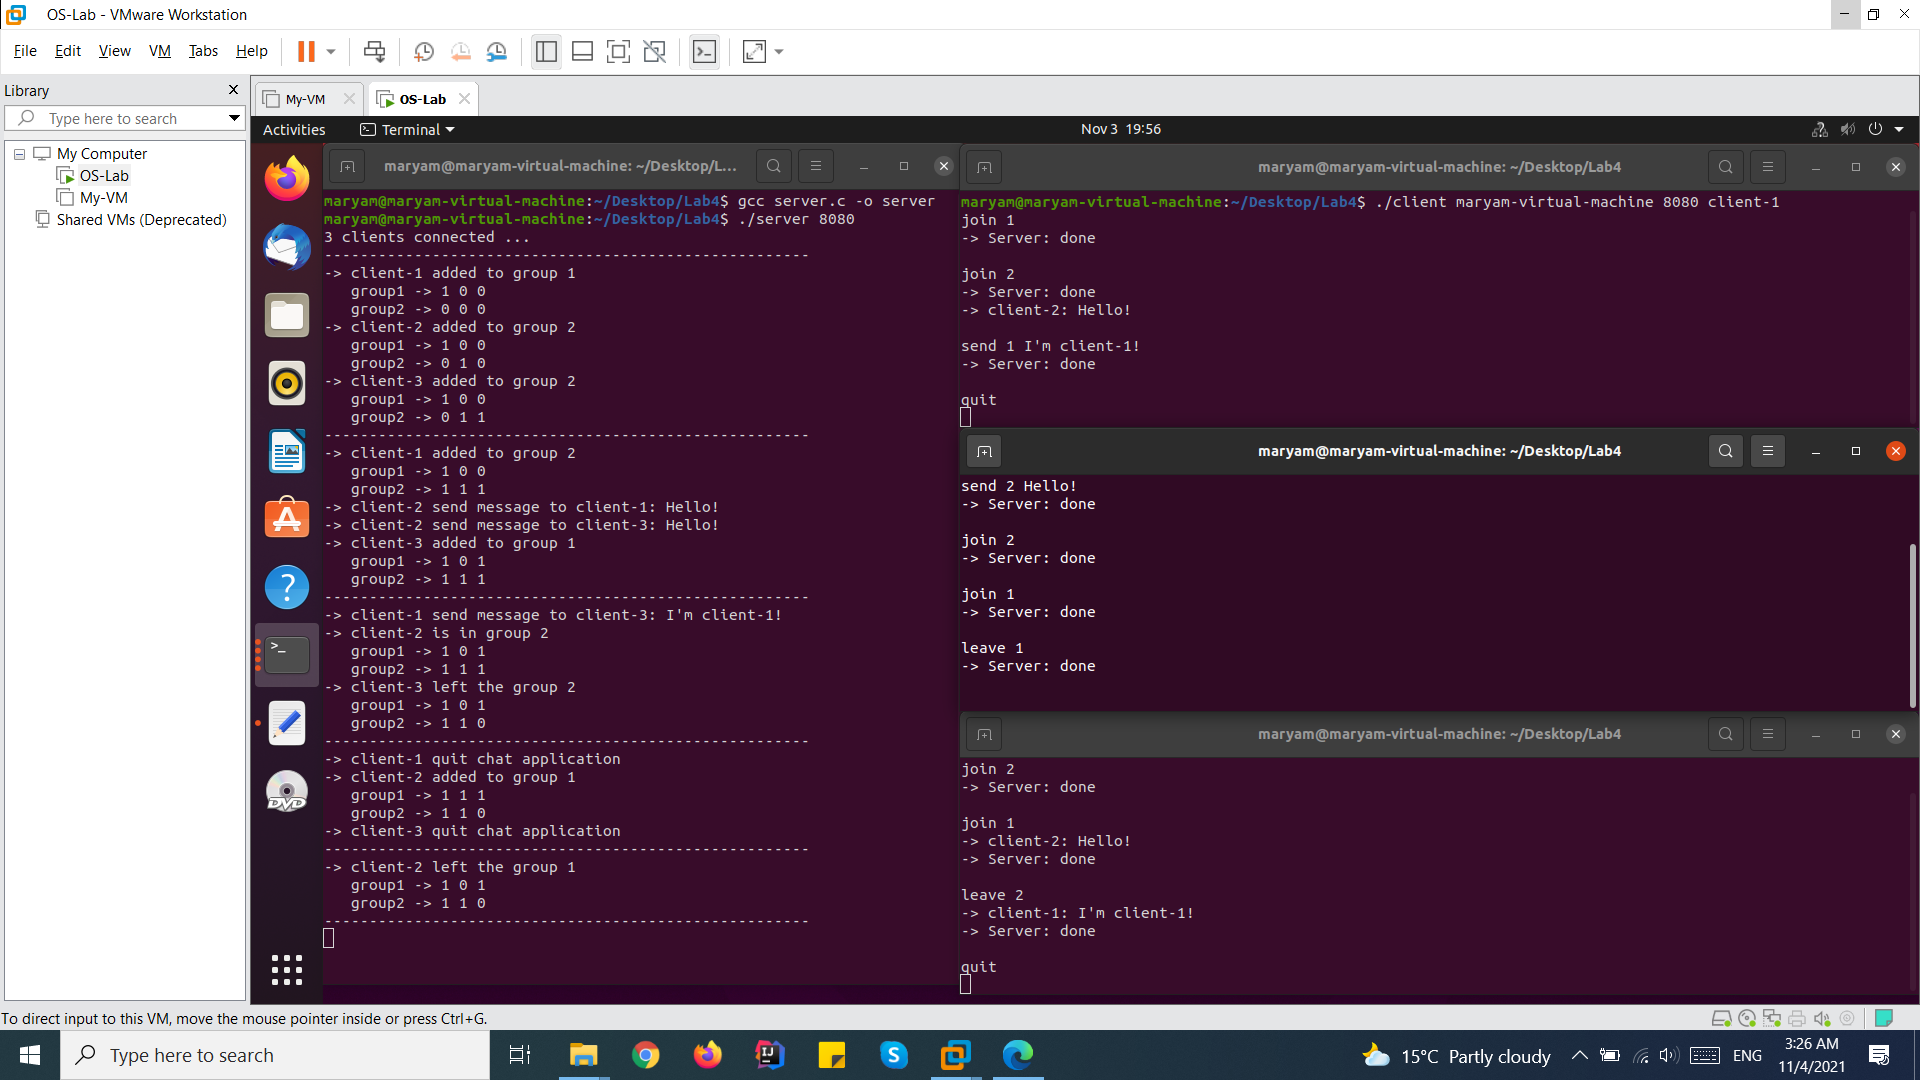 OS-Lab - VMware Workstation
File Edit View VM Tabs Help
Library
Type here to search
My Computer
OS-Lab
My-VM
Shared VMs (Deprecated)
My-VM
OS-Lab
Activities
Terminal
Nov 3 19:56
maryam@maryam-virtual-machine: ~/Desktop/L...
maryam@maryam-virtual-machine:~/Desktop/Lab4$ gcc server.c -o server
maryam@maryam-virtual-machine:~/Desktop/Lab4$ ./server 8080
3 clients connected ...
------------------------------------------------------
-> client-1 added to group 1
   group1 -> 1 0 0
   group2 -> 0 0 0
-> client-2 added to group 2
   group1 -> 1 0 0
   group2 -> 0 1 0
-> client-3 added to group 2
   group1 -> 1 0 0
   group2 -> 0 1 1
------------------------------------------------------
-> client-1 added to group 2
   group1 -> 1 0 0
   group2 -> 1 1 1
-> client-2 send message to client-1: Hello!
-> client-2 send message to client-3: Hello!
-> client-3 added to group 1
   group1 -> 1 0 1
   group2 -> 1 1 1
------------------------------------------------------
-> client-1 send message to client-3: I'm client-1!
-> client-2 is in group 2
   group1 -> 1 0 1
   group2 -> 1 1 1
-> client-3 left the group 2
   group1 -> 1 0 1
   group2 -> 1 1 0
------------------------------------------------------
-> client-1 quit chat application
-> client-2 added to group 1
   group1 -> 1 1 1
   group2 -> 1 1 0
-> client-3 quit chat application
------------------------------------------------------
-> client-2 left the group 1
   group1 -> 1 0 1
   group2 -> 1 1 0
------------------------------------------------------
maryam@maryam-virtual-machine: ~/Desktop/Lab4
maryam@maryam-virtual-machine:~/Desktop/Lab4$ ./client maryam-virtual-machine 8080 client-1
join 1
-> Server: done
join 2
-> Server: done
-> client-2: Hello!
send 1 I'm client-1!
-> Server: done
quit
maryam@maryam-virtual-machine: ~/Desktop/Lab4
send 2 Hello!
-> Server: done
join 2
-> Server: done
join 1
-> Server: done
leave 1
-> Server: done
maryam@maryam-virtual-machine: ~/Desktop/Lab4
join 2
-> Server: done
join 1
-> client-2: Hello!
-> Server: done
leave 2
-> client-1: I'm client-1!
-> Server: done
quit
DVD
To direct input to this VM, move the mouse pointer inside or press Ctrl+G.
Type here to search
15°C Partly cloudy
ENG
3:26 AM
11/4/2021